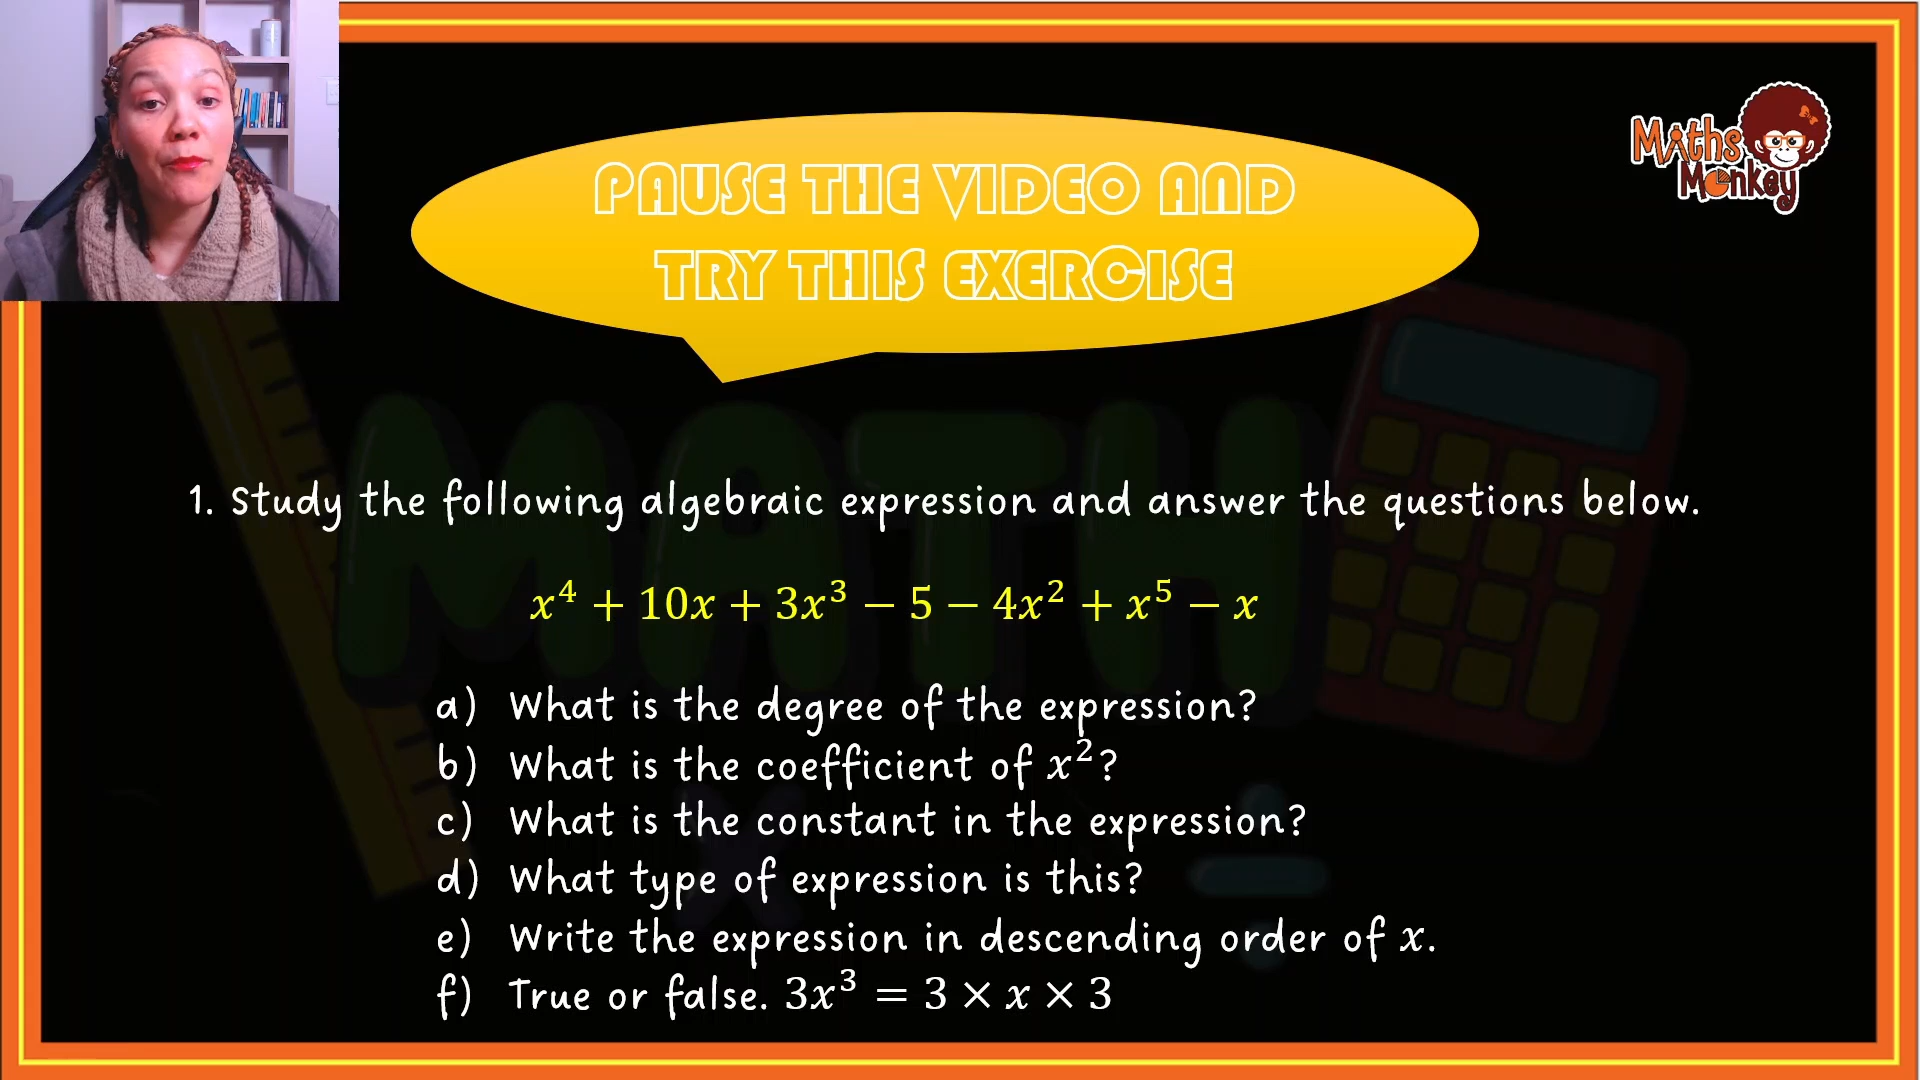 PAUSE THE VIDEO AND
TRY THIS EXERCISE
Maths
Monkey
1. Study the following algebraic expression and answer the questions below.
x⁴ + 10x + 3x³ − 5 − 4x² + x⁵ − x
a) What is the degree of the expression?
b) What is the coefficient of x²?
c) What is the constant in the expression?
d) What type of expression is this?
e) Write the expression in descending order of x.
f) True or false. 3x³ = 3 × x × 3
MATH